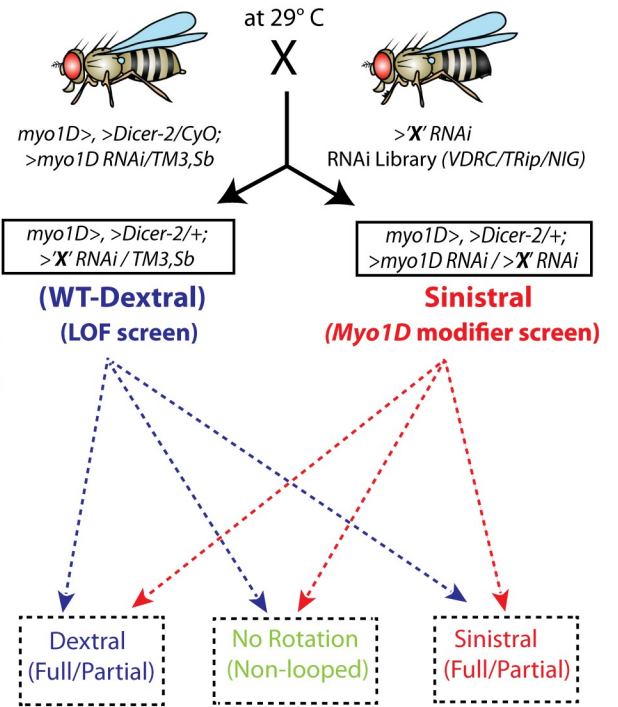 at 29° C
X
myo1D>, >Dicer-2/CyO;
>myo1D RNAi/TM3,Sb
>'X' RNAi
RNAi Library (VDRC/TRip/NIG)
myo1D>, >Dicer-2/+;
>'X' RNAi / TM3,Sb
myo1D>, >Dicer-2/+;
>myo1D RNAi / >'X' RNAi
(WT-Dextral)
(LOF screen)
Sinistral
(Myo1D modifier screen)
Dextral
(Full/Partial)
No Rotation
(Non-looped)
Sinistral
(Full/Partial)